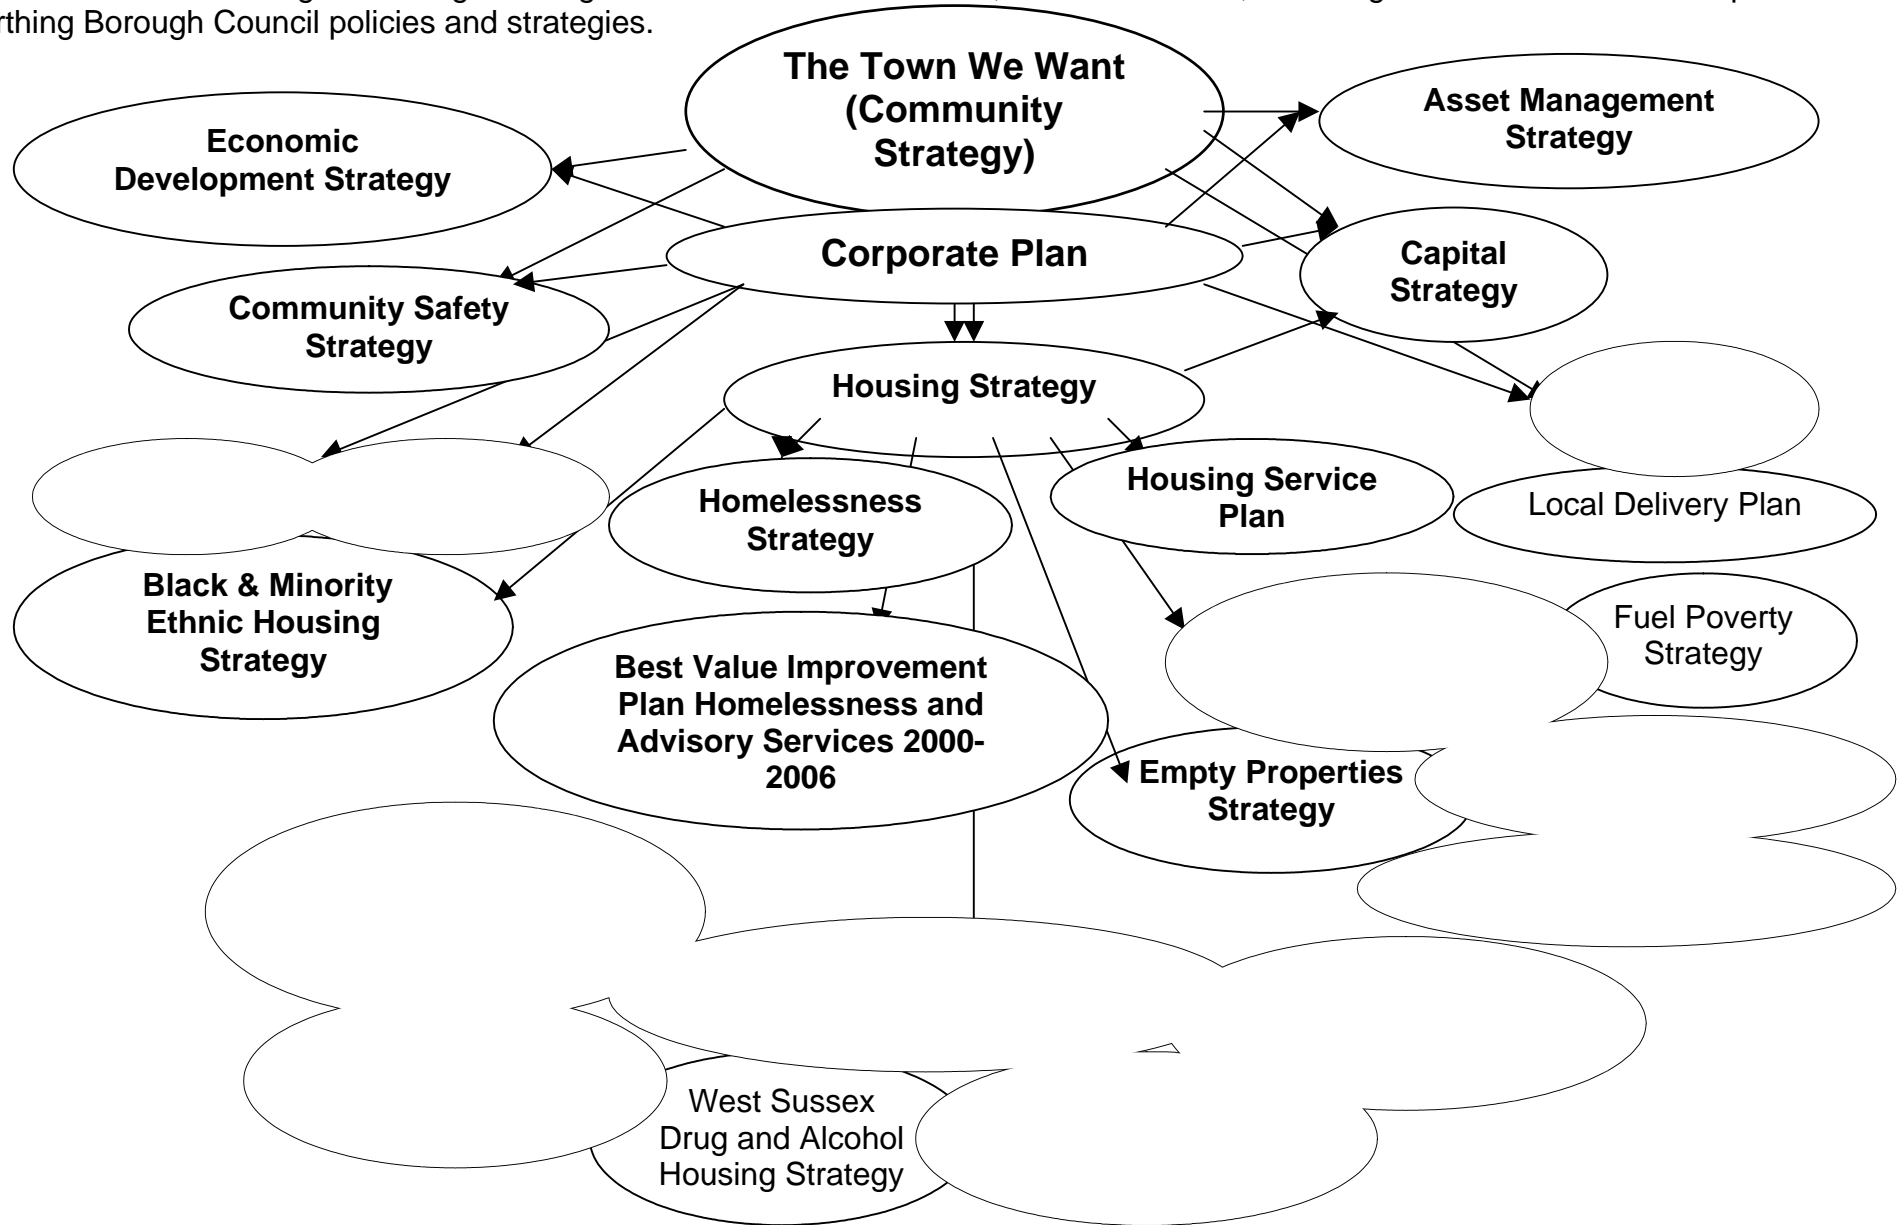 rthing Borough Council policies and strategies.
The Town We Want
(Community
Strategy)
Asset Management
Strategy
Economic
Development Strategy
Corporate Plan
Capital
Strategy
Community Safety
Strategy
Housing Strategy
Homelessness
Strategy
Housing Service
Plan
Local Delivery Plan
Black & Minority
Ethnic Housing
Strategy
Fuel Poverty
Strategy
Best Value Improvement
Plan Homelessness and
Advisory Services 2000-
2006
Empty Properties
Strategy
West Sussex
Drug and Alcohol
Housing Strategy